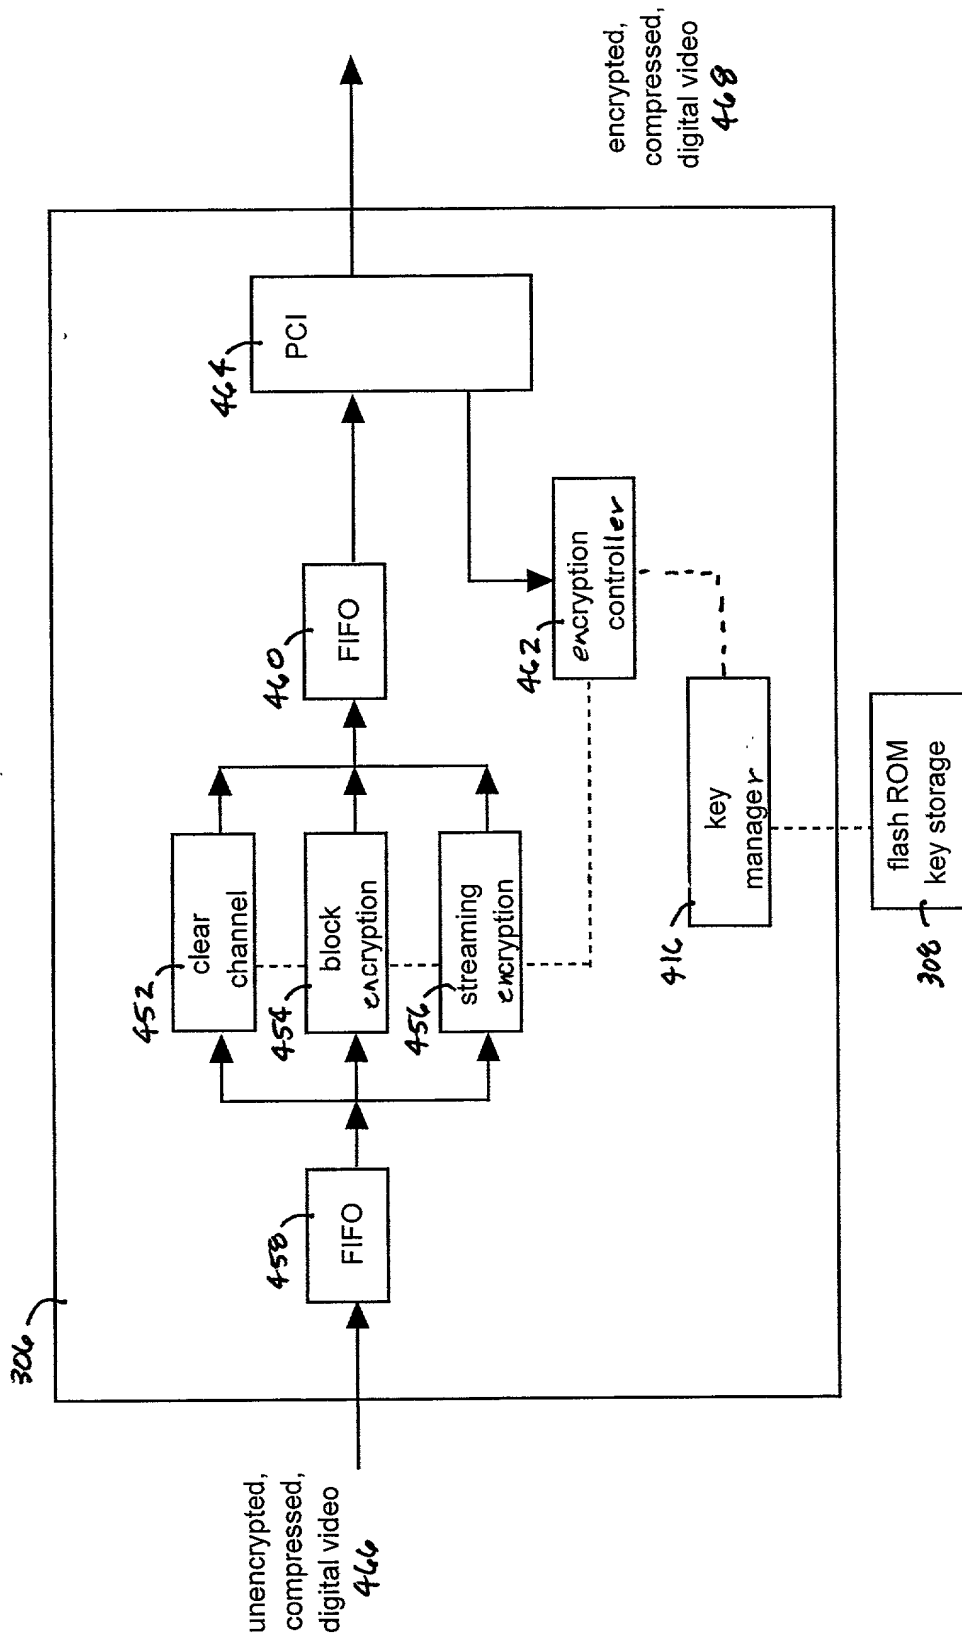 306
unencrypted,
compressed,
digital video
466
458
FIFO
452
clear
channel
454
block
encryption
456
streaming
encryption
460
FIFO
464
PCI
462
encryption
controller
416
key
manager
308
flash ROM
key storage
encrypted,
compressed,
digital video
468